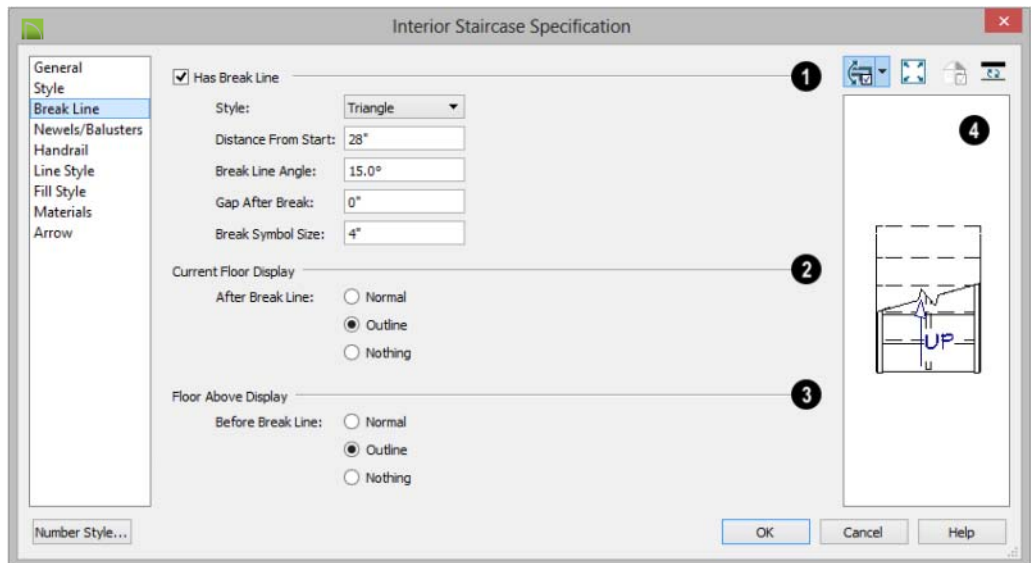 Interior Staircase Specification
×
General
Style
Break Line
Newels/Balusters
Handrail
Line Style
Fill Style
Materials
Arrow
Has Break Line
1
Style: Triangle
Distance From Start: 28"
Break Line Angle: 15.0°
Gap After Break: 0"
Break Symbol Size: 4"
Current Floor Display
2
After Break Line: Normal
Outline
Nothing
Floor Above Display
3
Before Break Line: Normal
Outline
Nothing
4
UP
Number Style...
OK Cancel Help